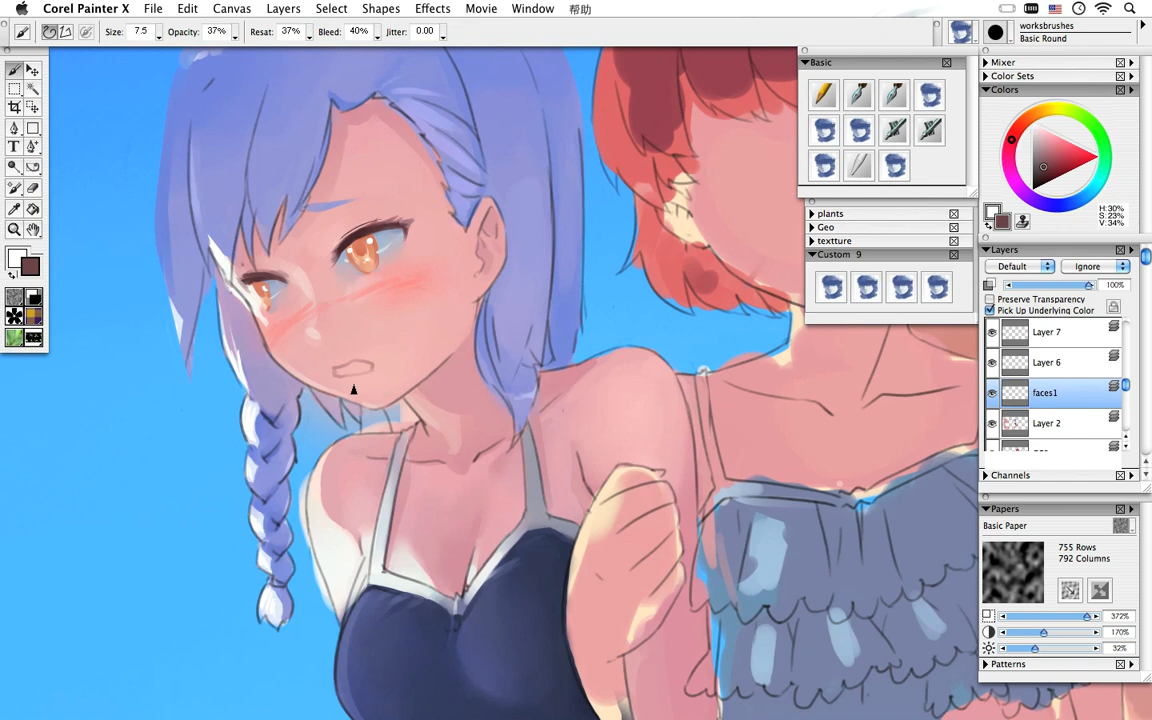 Corel Painter X File Edit Canvas Layers Select Shapes Effects Movie Window 帮助
Size: 7.5 Opacity: 37% Resat: 37% Bleed: 40% Jitter: 0.00
worksbrushes
Basic Round
Basic
plants
Geo
textture
Custom 9
Mixer
Color Sets
Colors
H:30%
S:23%
V:34%
Layers
Default Ignore
100%
Preserve Transparency
Pick Up Underlying Color
Layer 7
Layer 6
faces1
Layer 2
Channels
Papers
Basic Paper
755 Rows
792 Columns
372%
170%
32%
Patterns